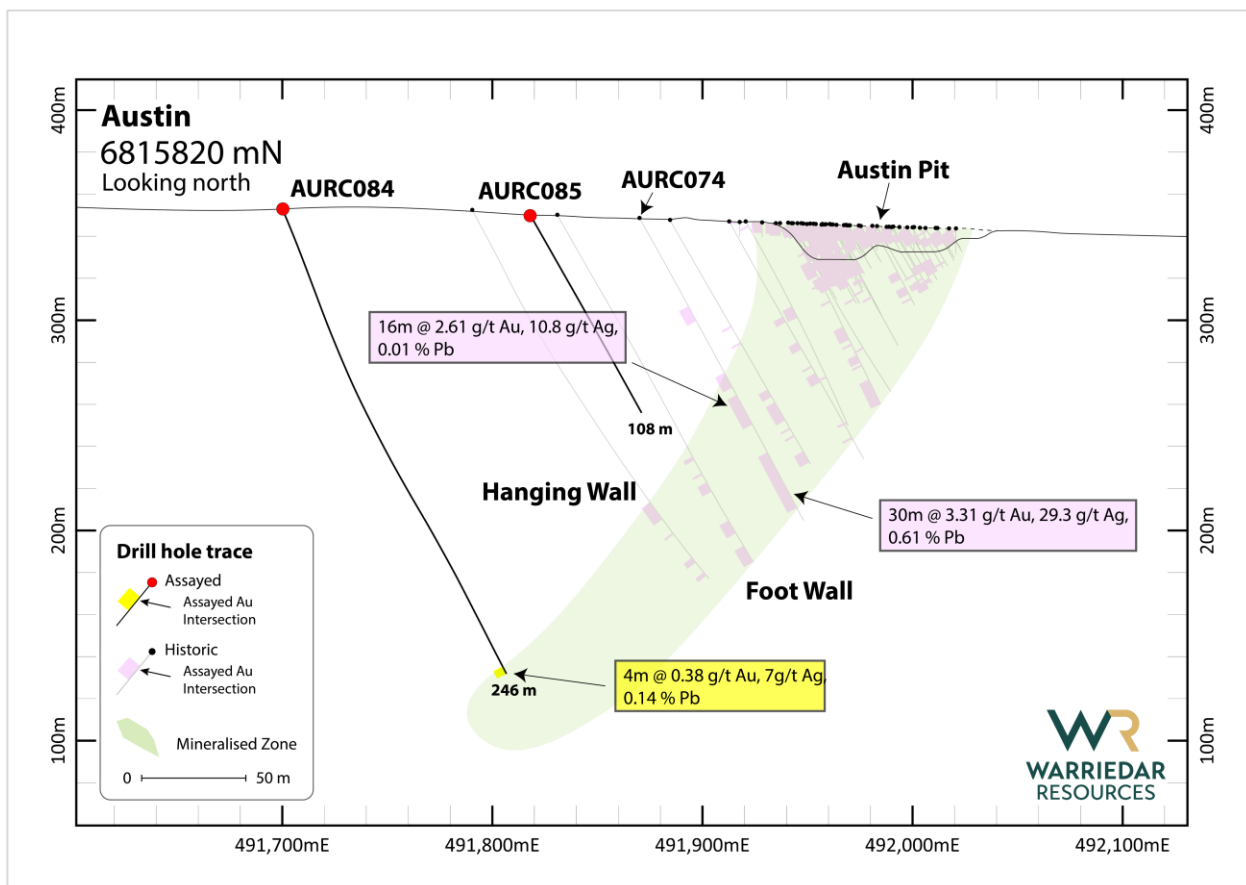 Austin
6815820 mN
Looking north
AURC084
AURC085
AURC074
Austin Pit
400m
300m
200m
100m
400m
300m
200m
100m
16m @ 2.61 g/t Au, 10.8 g/t Ag,
0.01 % Pb
108 m
Hanging Wall
30m @ 3.31 g/t Au, 29.3 g/t Ag,
0.61 % Pb
Foot Wall
4m @ 0.38 g/t Au, 7g/t Ag,
0.14 % Pb
246 m
Drill hole trace
Assayed
Assayed Au
Intersection
Historic
Assayed Au
Intersection
Mineralised Zone
0 50 m
WR
WARRIEDAR
RESOURCES
491,700mE
491,800mE
491,900mE
492,000mE
492,100mE